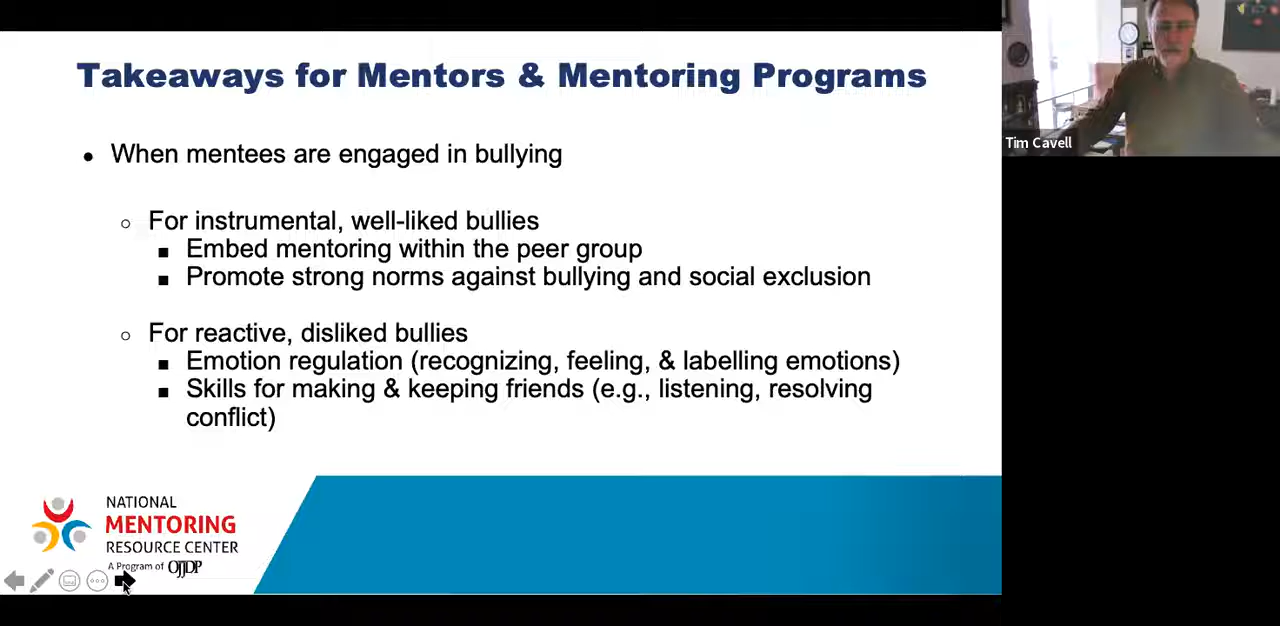 Takeaways for Mentors & Mentoring Programs
● When mentees are engaged in bullying
○ For instrumental, well-liked bullies
■ Embed mentoring within the peer group
■ Promote strong norms against bullying and social exclusion
○ For reactive, disliked bullies
■ Emotion regulation (recognizing, feeling, & labelling emotions)
■ Skills for making & keeping friends (e.g., listening, resolving
conflict)
NATIONAL
MENTORING
RESOURCE CENTER
A Program of OJJDP
Tim Cavell